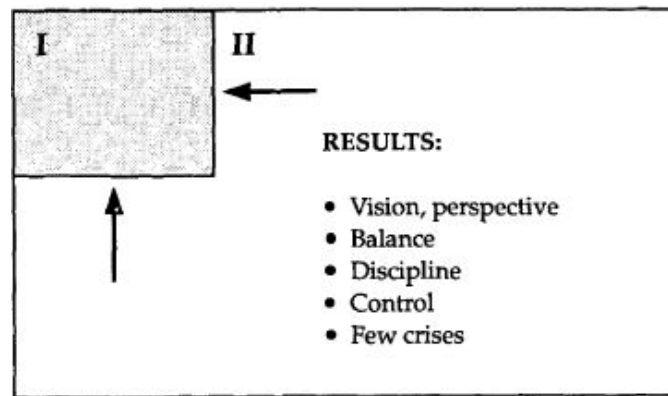 I
II
RESULTS:
• Vision, perspective
• Balance
• Discipline
• Control
• Few crises